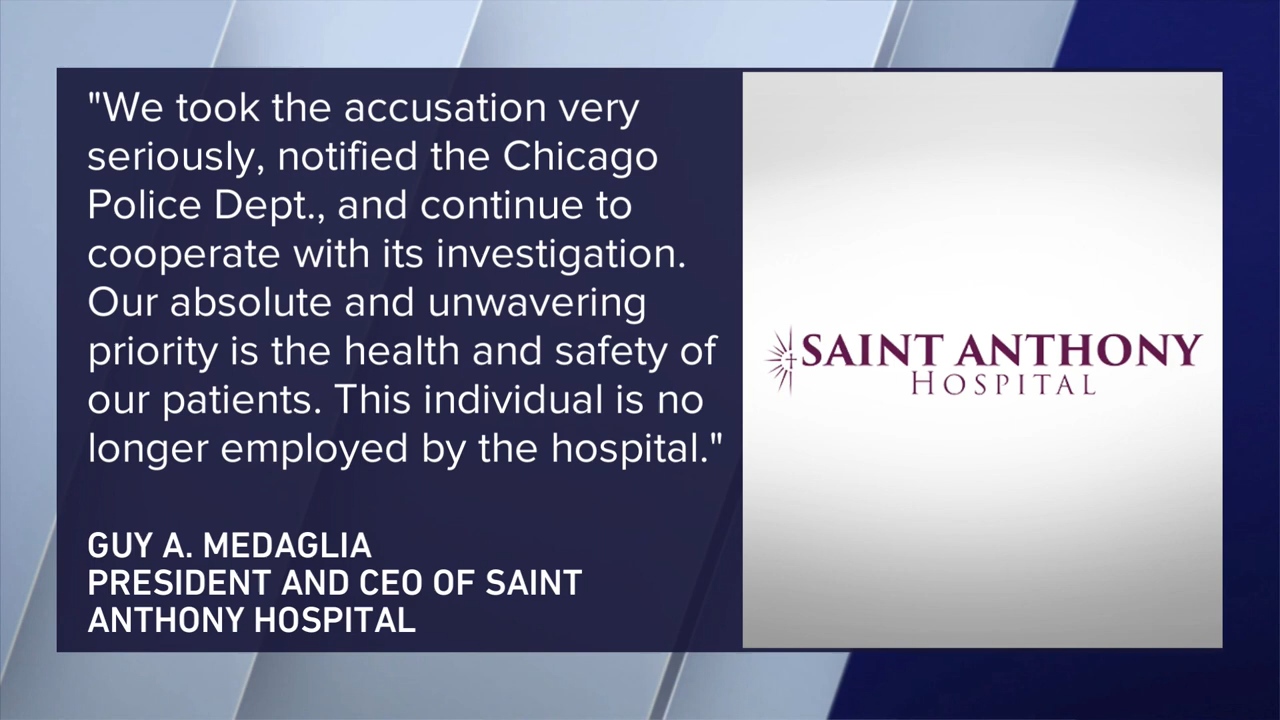 "We took the accusation very
seriously, notified the Chicago
Police Dept., and continue to
cooperate with its investigation.
Our absolute and unwavering
priority is the health and safety of
our patients. This individual is no
longer employed by the hospital."
GUY A. MEDAGLIA
PRESIDENT AND CEO OF SAINT
ANTHONY HOSPITAL
SAINT ANTHONY
HOSPITAL